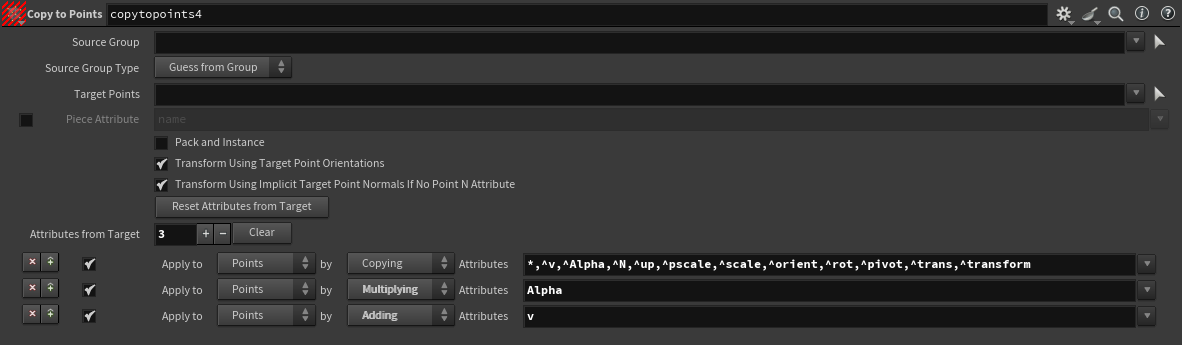 Copy to Points copytopoints4
Source Group
Source Group Type Guess from Group
Target Points
Piece Attribute name
Pack and Instance
Transform Using Target Point Orientations
Transform Using Implicit Target Point Normals If No Point N Attribute
Reset Attributes from Target
Attributes from Target 3 + − Clear
Apply to Points by Copying Attributes *,^v,^Alpha,^N,^up,^pscale,^scale,^orient,^rot,^pivot,^trans,^transform
Apply to Points by Multiplying Attributes Alpha
Apply to Points by Adding Attributes v